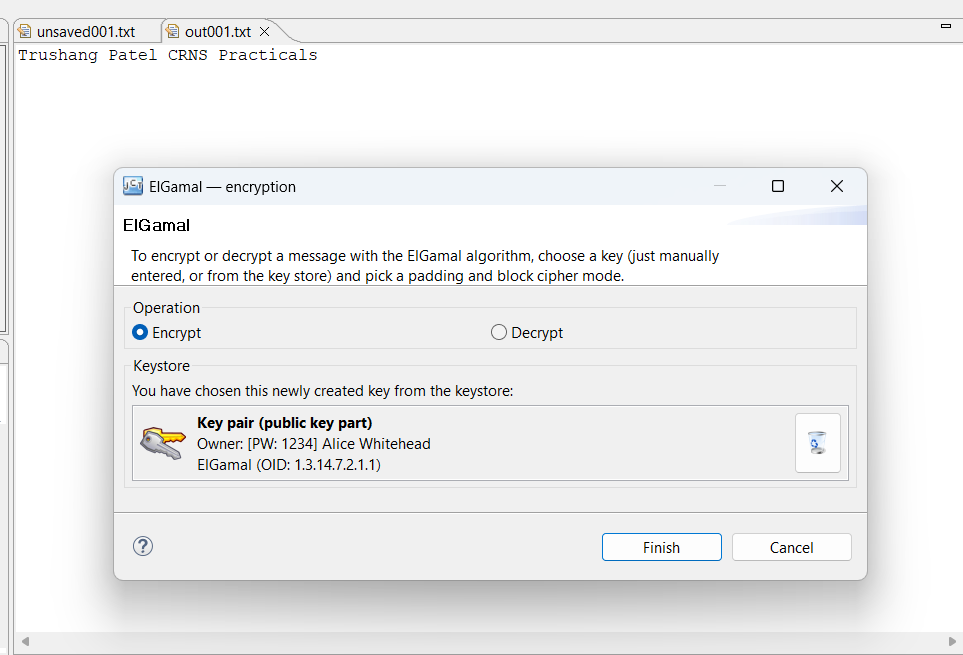 unsaved001.txt
out001.txt
Trushang Patel CRNS Practicals
ElGamal — encryption
ElGamal
To encrypt or decrypt a message with the ElGamal algorithm, choose a key (just manually
entered, or from the key store) and pick a padding and block cipher mode.
Operation
Encrypt
Decrypt
Keystore
You have chosen this newly created key from the keystore:
Key pair (public key part)
Owner: [PW: 1234] Alice Whitehead
ElGamal (OID: 1.3.14.7.2.1.1)
?
Finish
Cancel